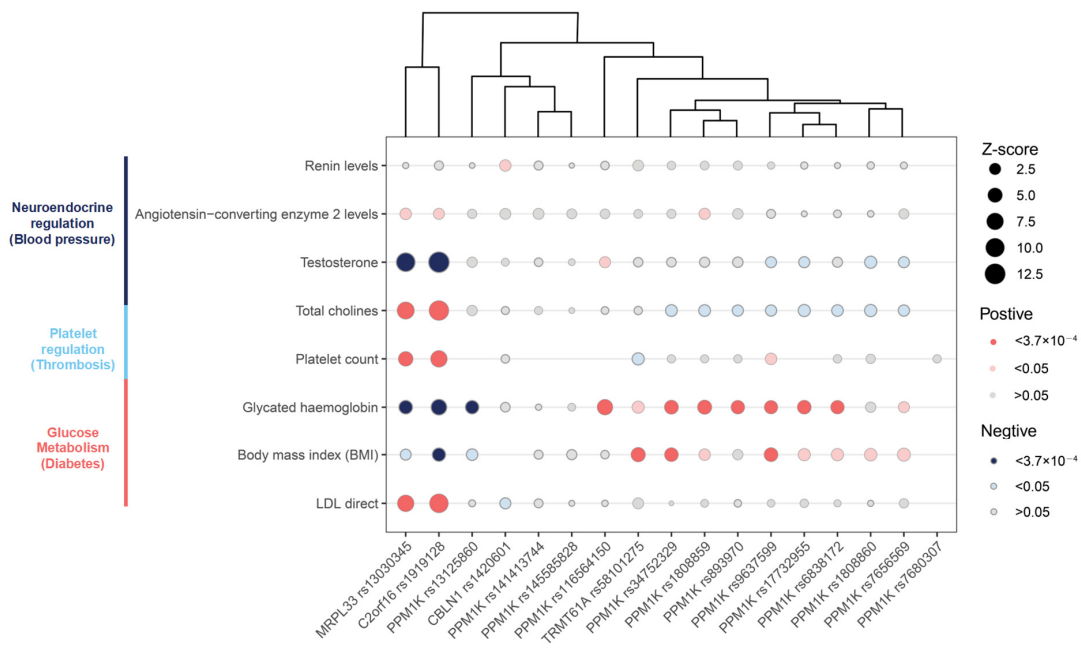 Neuroendocrine
regulation
(Blood pressure)
Platelet
regulation
(Thrombosis)
Glucose
Metabolism
(Diabetes)
Renin levels
Angiotensin−converting enzyme 2 levels
Testosterone
Total cholines
Platelet count
Glycated haemoglobin
Body mass index (BMI)
LDL direct
MRPL33 rs13030345
C2orf16 rs1919128
PPM1K rs13125860
CBLN1 rs1420601
PPM1K rs141413744
PPM1K rs145585828
PPM1K rs116564150
TRMT61A rs58101275
PPM1K rs34752329
PPM1K rs1808859
PPM1K rs893970
PPM1K rs9637599
PPM1K rs17732955
PPM1K rs6838172
PPM1K rs1808860
PPM1K rs7656569
PPM1K rs7680307
Z-score
2.5
5.0
7.5
10.0
12.5
Postive
<3.7×10⁻⁴
<0.05
>0.05
Negtive
<3.7×10⁻⁴
<0.05
>0.05